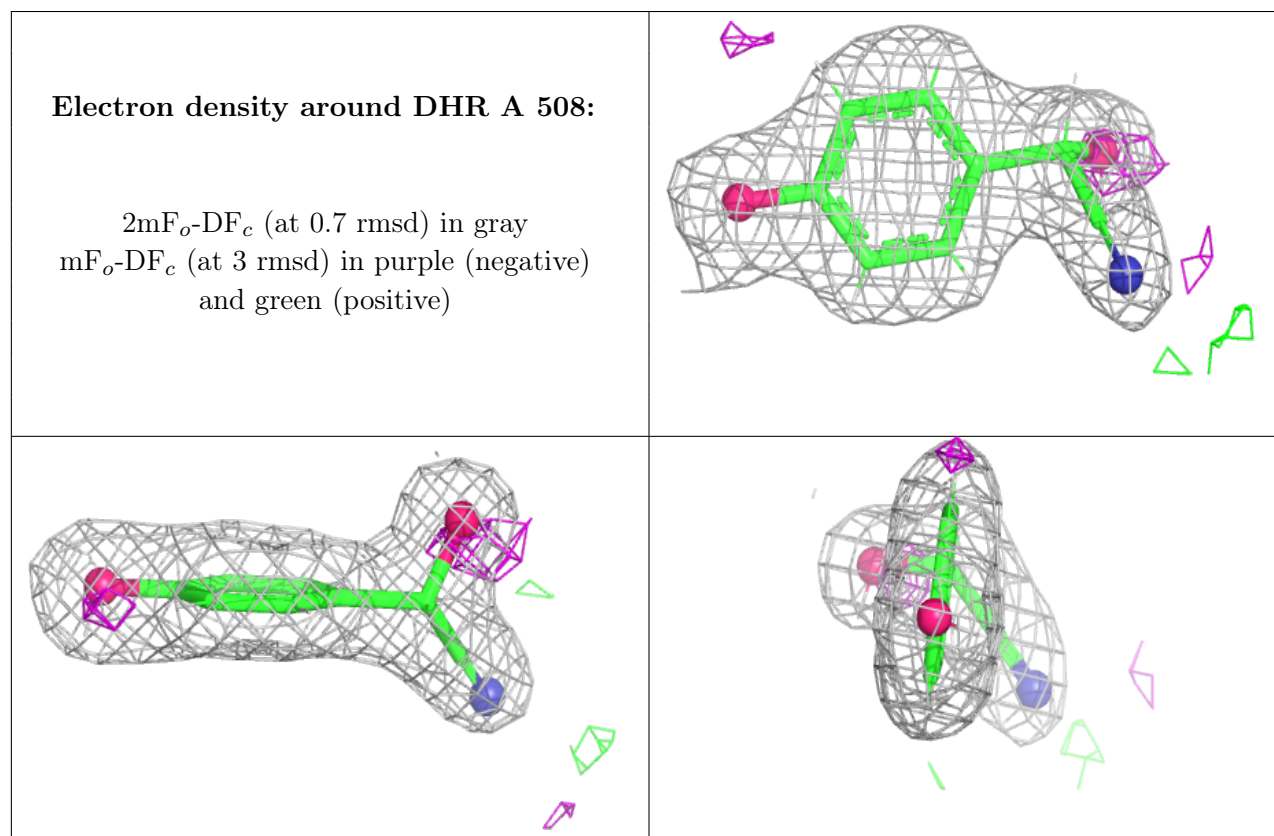 Electron density around DHR A 508:
2mFo-DFc (at 0.7 rmsd) in gray
mFo-DFc (at 3 rmsd) in purple (negative)
and green (positive)